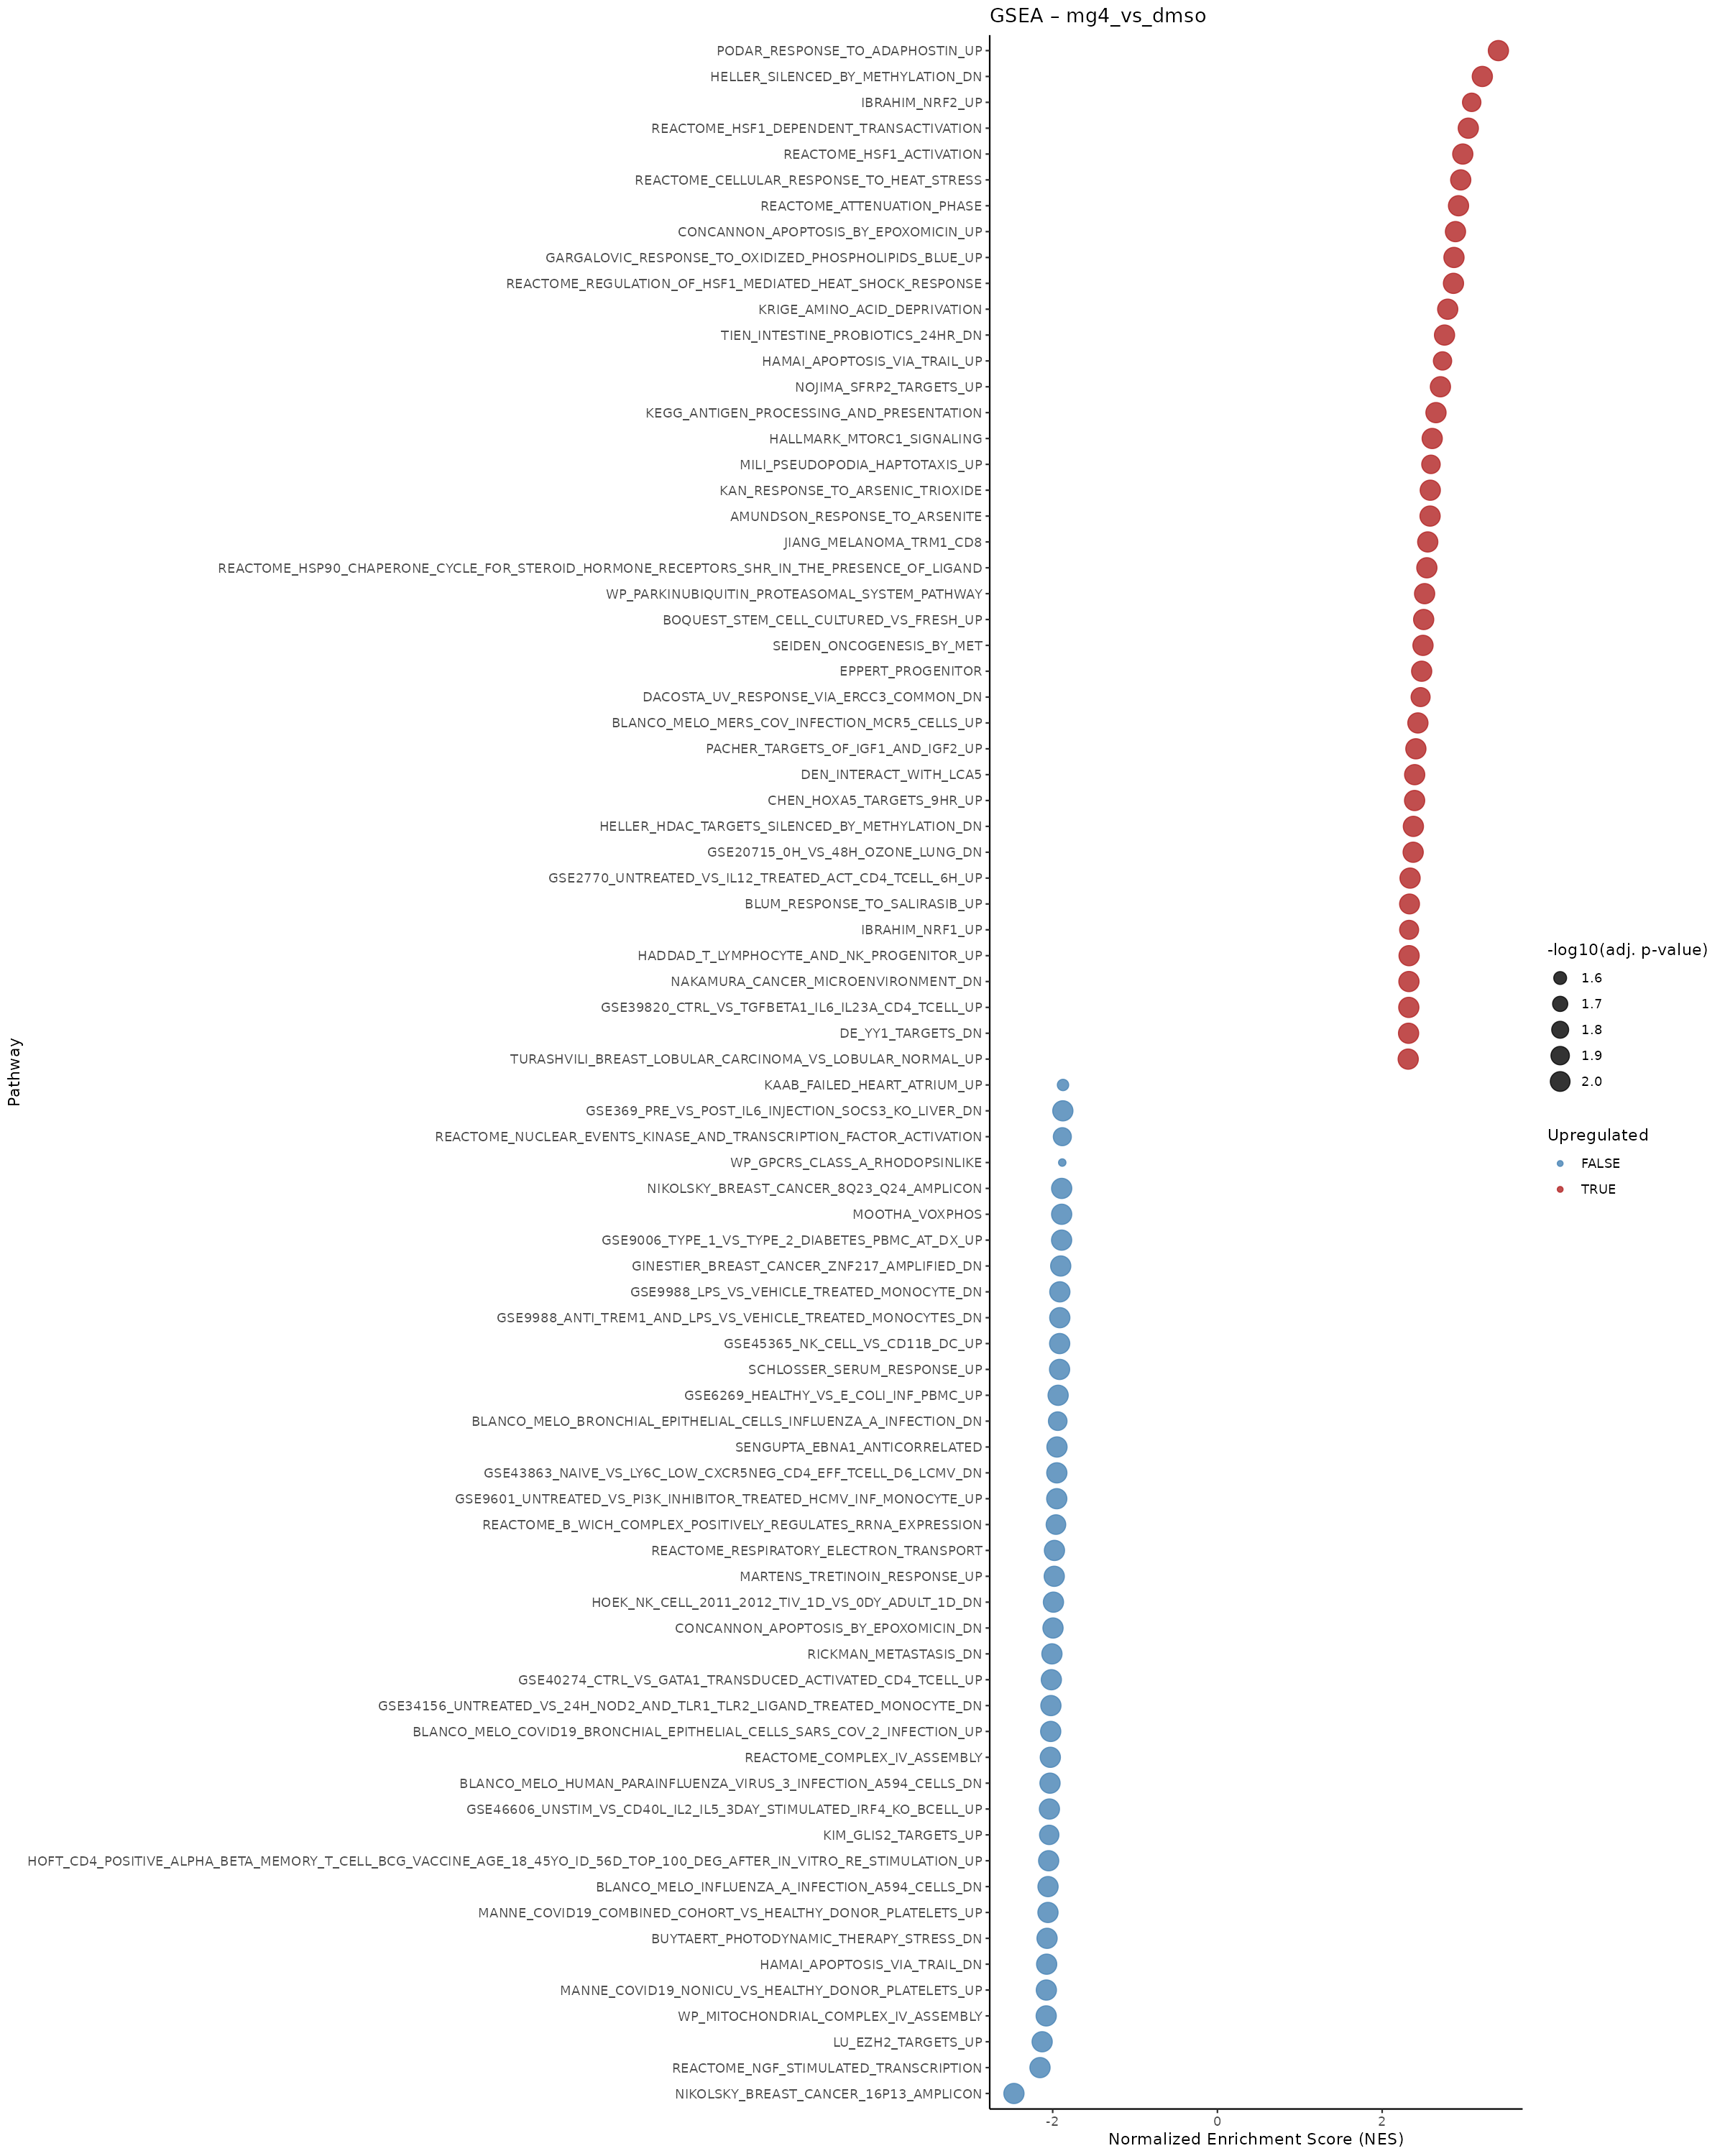 GSEA – mg4_vs_dmso
PODAR_RESPONSE_TO_ADAPHOSTIN_UP
HELLER_SILENCED_BY_METHYLATION_DN
IBRAHIM_NRF2_UP
REACTOME_HSF1_DEPENDENT_TRANSACTIVATION
REACTOME_HSF1_ACTIVATION
REACTOME_CELLULAR_RESPONSE_TO_HEAT_STRESS
REACTOME_ATTENUATION_PHASE
CONCANNON_APOPTOSIS_BY_EPOXOMICIN_UP
GARGALOVIC_RESPONSE_TO_OXIDIZED_PHOSPHOLIPIDS_BLUE_UP
REACTOME_REGULATION_OF_HSF1_MEDIATED_HEAT_SHOCK_RESPONSE
KRIGE_AMINO_ACID_DEPRIVATION
TIEN_INTESTINE_PROBIOTICS_24HR_DN
HAMAI_APOPTOSIS_VIA_TRAIL_UP
NOJIMA_SFRP2_TARGETS_UP
KEGG_ANTIGEN_PROCESSING_AND_PRESENTATION
HALLMARK_MTORC1_SIGNALING
MILI_PSEUDOPODIA_HAPTOTAXIS_UP
KAN_RESPONSE_TO_ARSENIC_TRIOXIDE
AMUNDSON_RESPONSE_TO_ARSENITE
JIANG_MELANOMA_TRM1_CD8
REACTOME_HSP90_CHAPERONE_CYCLE_FOR_STEROID_HORMONE_RECEPTORS_SHR_IN_THE_PRESENCE_OF_LIGAND
WP_PARKINUBIQUITIN_PROTEASOMAL_SYSTEM_PATHWAY
BOQUEST_STEM_CELL_CULTURED_VS_FRESH_UP
SEIDEN_ONCOGENESIS_BY_MET
EPPERT_PROGENITOR
DACOSTA_UV_RESPONSE_VIA_ERCC3_COMMON_DN
BLANCO_MELO_MERS_COV_INFECTION_MCR5_CELLS_UP
PACHER_TARGETS_OF_IGF1_AND_IGF2_UP
DEN_INTERACT_WITH_LCA5
CHEN_HOXA5_TARGETS_9HR_UP
HELLER_HDAC_TARGETS_SILENCED_BY_METHYLATION_DN
GSE20715_0H_VS_48H_OZONE_LUNG_DN
GSE2770_UNTREATED_VS_IL12_TREATED_ACT_CD4_TCELL_6H_UP
BLUM_RESPONSE_TO_SALIRASIB_UP
IBRAHIM_NRF1_UP
HADDAD_T_LYMPHOCYTE_AND_NK_PROGENITOR_UP
NAKAMURA_CANCER_MICROENVIRONMENT_DN
GSE39820_CTRL_VS_TGFBETA1_IL6_IL23A_CD4_TCELL_UP
DE_YY1_TARGETS_DN
TURASHVILI_BREAST_LOBULAR_CARCINOMA_VS_LOBULAR_NORMAL_UP
KAAB_FAILED_HEART_ATRIUM_UP
GSE369_PRE_VS_POST_IL6_INJECTION_SOCS3_KO_LIVER_DN
REACTOME_NUCLEAR_EVENTS_KINASE_AND_TRANSCRIPTION_FACTOR_ACTIVATION
WP_GPCRS_CLASS_A_RHODOPSINLIKE
NIKOLSKY_BREAST_CANCER_8Q23_Q24_AMPLICON
MOOTHA_VOXPHOS
GSE9006_TYPE_1_VS_TYPE_2_DIABETES_PBMC_AT_DX_UP
GINESTIER_BREAST_CANCER_ZNF217_AMPLIFIED_DN
GSE9988_LPS_VS_VEHICLE_TREATED_MONOCYTE_DN
GSE9988_ANTI_TREM1_AND_LPS_VS_VEHICLE_TREATED_MONOCYTES_DN
GSE45365_NK_CELL_VS_CD11B_DC_UP
SCHLOSSER_SERUM_RESPONSE_UP
GSE6269_HEALTHY_VS_E_COLI_INF_PBMC_UP
BLANCO_MELO_BRONCHIAL_EPITHELIAL_CELLS_INFLUENZA_A_INFECTION_DN
SENGUPTA_EBNA1_ANTICORRELATED
GSE43863_NAIVE_VS_LY6C_LOW_CXCR5NEG_CD4_EFF_TCELL_D6_LCMV_DN
GSE9601_UNTREATED_VS_PI3K_INHIBITOR_TREATED_HCMV_INF_MONOCYTE_UP
REACTOME_B_WICH_COMPLEX_POSITIVELY_REGULATES_RRNA_EXPRESSION
REACTOME_RESPIRATORY_ELECTRON_TRANSPORT
MARTENS_TRETINOIN_RESPONSE_UP
HOEK_NK_CELL_2011_2012_TIV_1D_VS_0DY_ADULT_1D_DN
CONCANNON_APOPTOSIS_BY_EPOXOMICIN_DN
RICKMAN_METASTASIS_DN
GSE40274_CTRL_VS_GATA1_TRANSDUCED_ACTIVATED_CD4_TCELL_UP
GSE34156_UNTREATED_VS_24H_NOD2_AND_TLR1_TLR2_LIGAND_TREATED_MONOCYTE_DN
BLANCO_MELO_COVID19_BRONCHIAL_EPITHELIAL_CELLS_SARS_COV_2_INFECTION_UP
REACTOME_COMPLEX_IV_ASSEMBLY
BLANCO_MELO_HUMAN_PARAINFLUENZA_VIRUS_3_INFECTION_A594_CELLS_DN
GSE46606_UNSTIM_VS_CD40L_IL2_IL5_3DAY_STIMULATED_IRF4_KO_BCELL_UP
KIM_GLIS2_TARGETS_UP
HOFT_CD4_POSITIVE_ALPHA_BETA_MEMORY_T_CELL_BCG_VACCINE_AGE_18_45YO_ID_56D_TOP_100_DEG_AFTER_IN_VITRO_RE_STIMULATION_UP
BLANCO_MELO_INFLUENZA_A_INFECTION_A594_CELLS_DN
MANNE_COVID19_COMBINED_COHORT_VS_HEALTHY_DONOR_PLATELETS_UP
BUYTAERT_PHOTODYNAMIC_THERAPY_STRESS_DN
HAMAI_APOPTOSIS_VIA_TRAIL_DN
MANNE_COVID19_NONICU_VS_HEALTHY_DONOR_PLATELETS_UP
WP_MITOCHONDRIAL_COMPLEX_IV_ASSEMBLY
LU_EZH2_TARGETS_UP
REACTOME_NGF_STIMULATED_TRANSCRIPTION
NIKOLSKY_BREAST_CANCER_16P13_AMPLICON
Pathway
-2 0 2
Normalized Enrichment Score (NES)
-log10(adj. p-value)
1.6
1.7
1.8
1.9
2.0
Upregulated
FALSE
TRUE